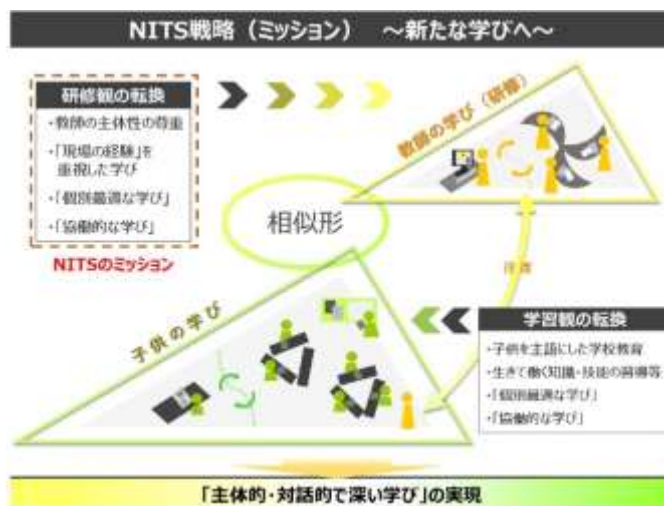 NITS戦略(ミッション) ～新たな学びへ～
研修観の転換
・教師の主体性の尊重
・「現場の経験」を
重視した学び
・「個別最適な学び」
・「協働的な学び」
NITSのミッション
教師の学び(研修)
相似形
子供の学び
学習観の転換
・子供を主語にした学校教育
・生きて働く知識・技能の習得等
・「個別最適な学び」
・「協働的な学び」
「主体的・対話的で深い学び」の実現